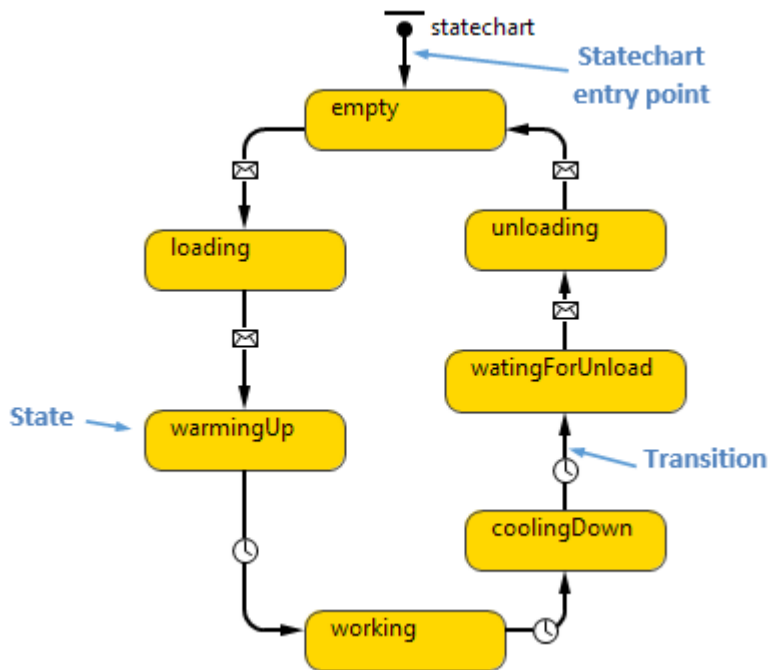 statechart
Statechart
entry point
empty
loading
unloading
watingForUnload
State
warmingUp
Transition
coolingDown
working